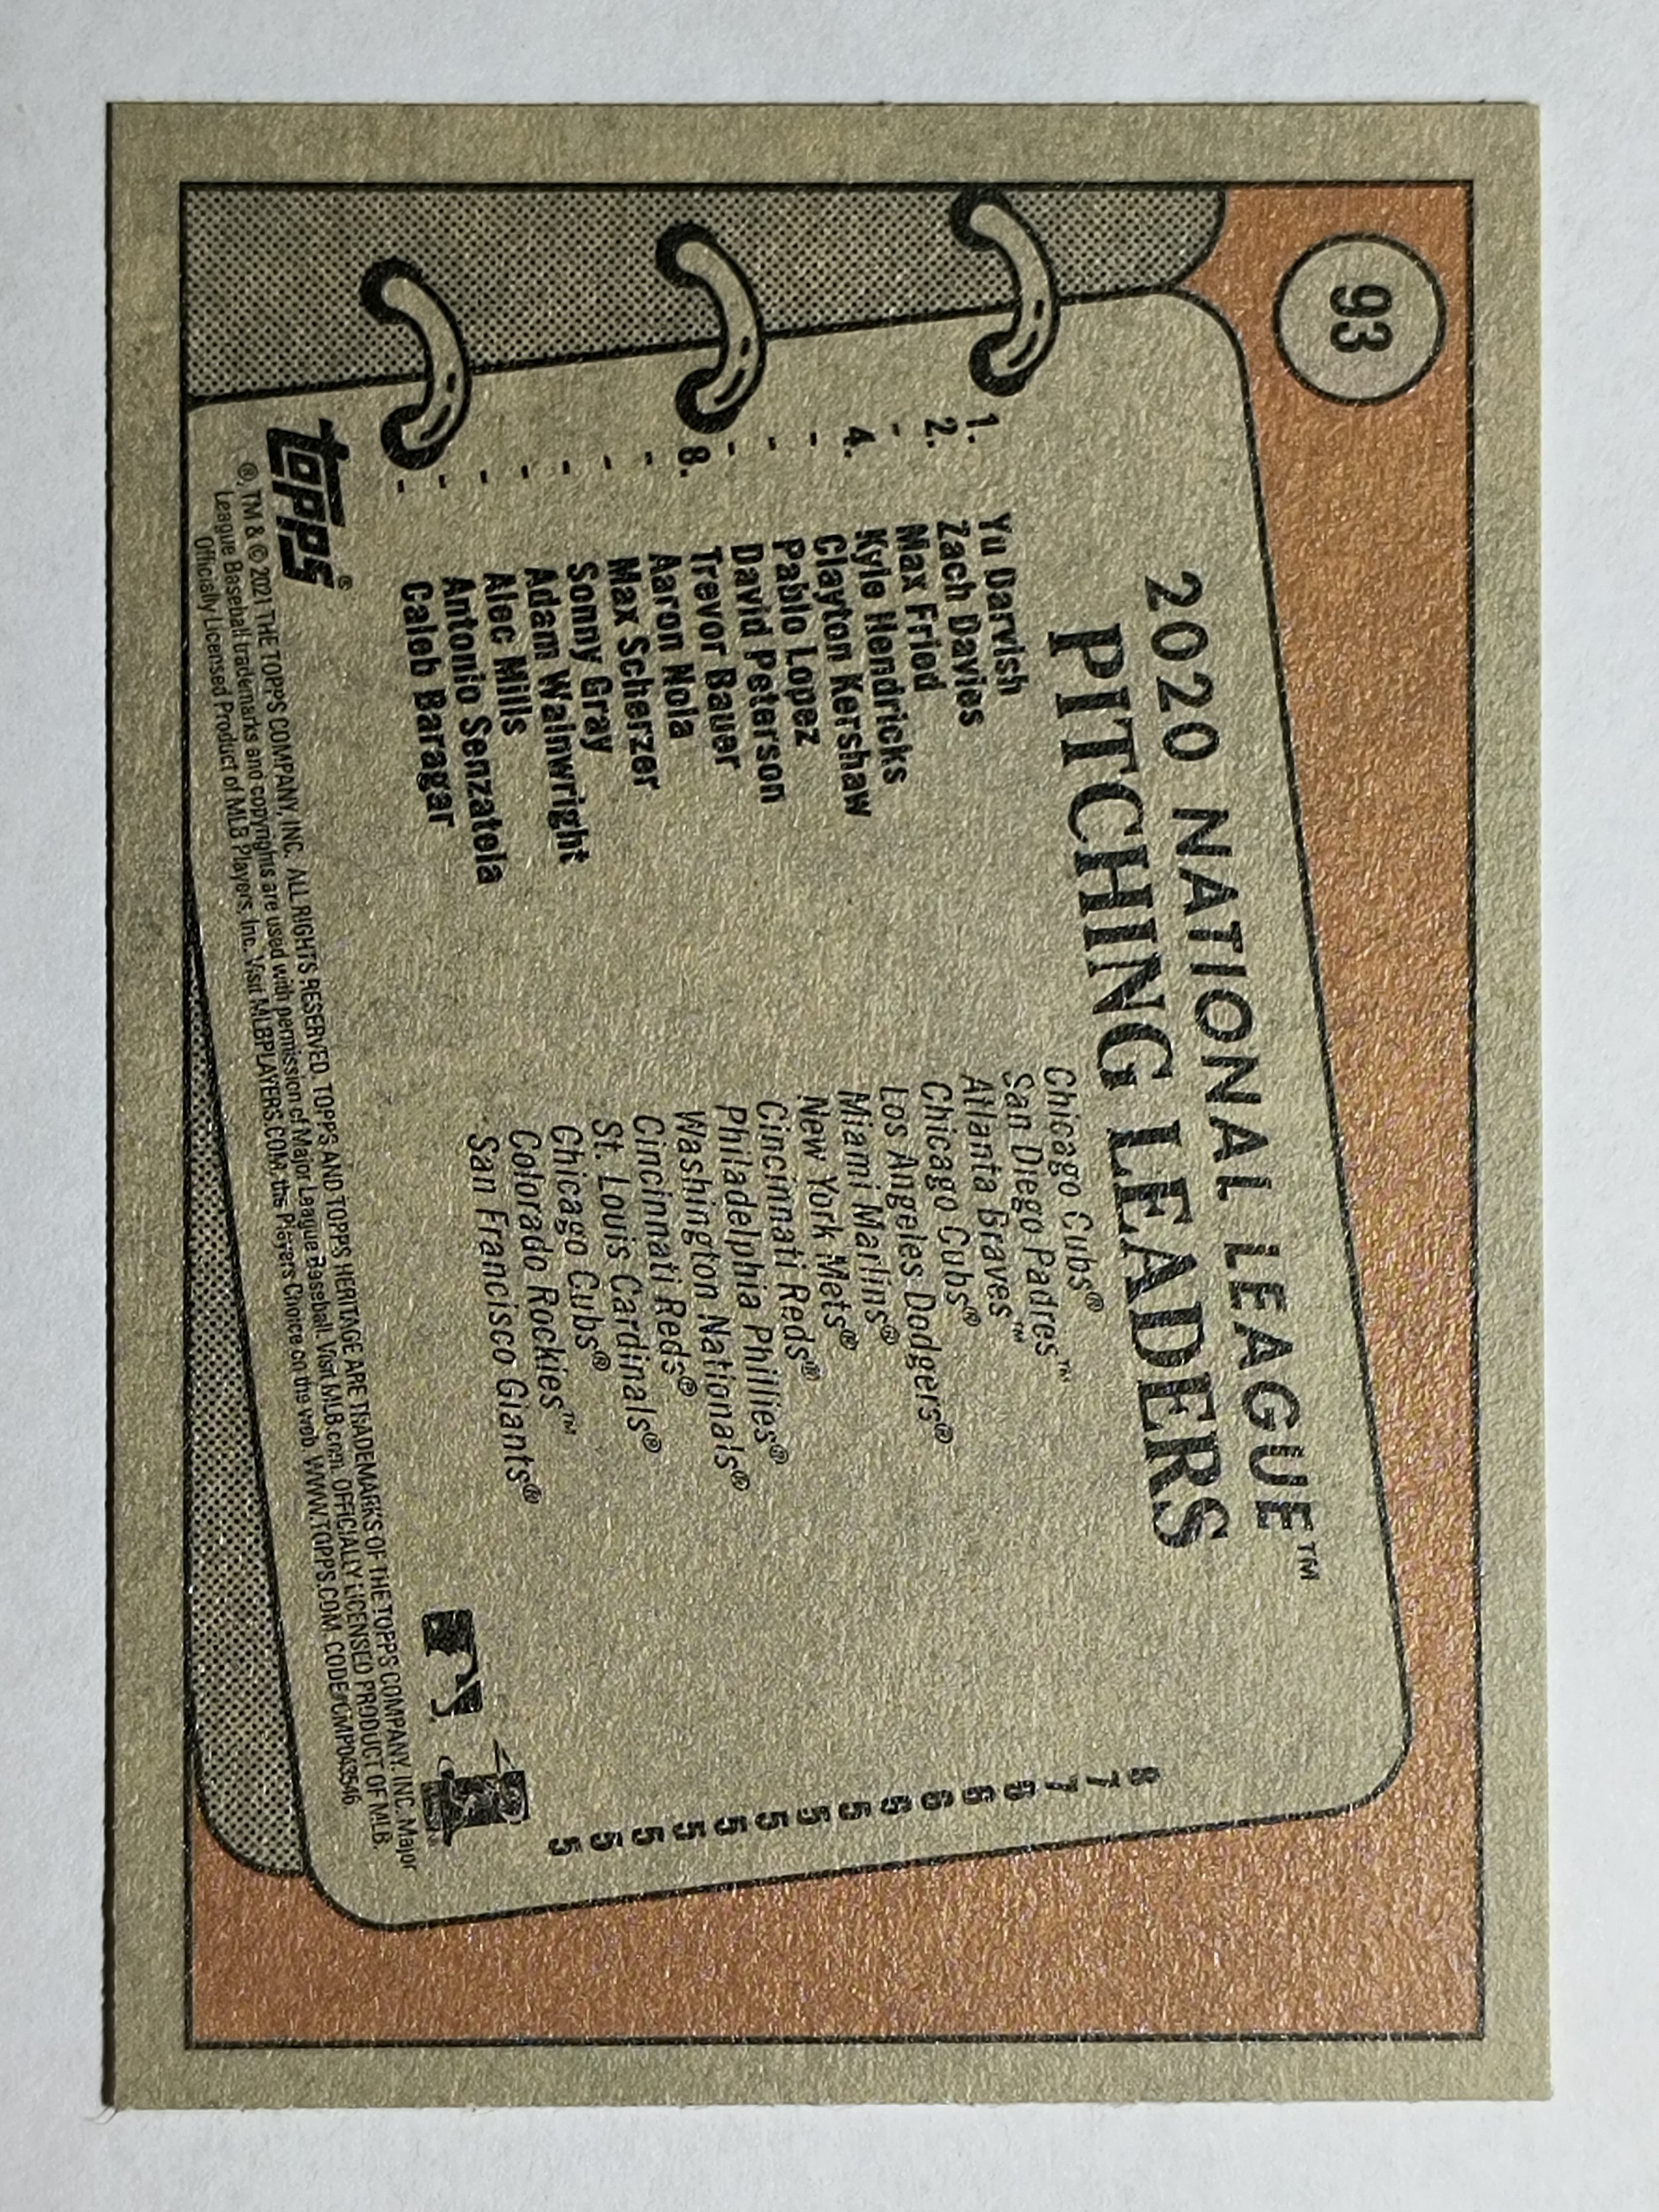 93
2020 NATIONAL LEAGUE™
PITCHING LEADERS
1. Yu Darvish Chicago Cubs® 8
2. Zach Davies San Diego Padres™ 7
- Max Fried Atlanta Braves™ 7
4. Kyle Hendricks Chicago Cubs® 6
- Clayton Kershaw Los Angeles Dodgers® 6
- Pablo Lopez Miami Marlins® 6
- David Peterson New York Mets® 6
8. Trevor Bauer Cincinnati Reds® 5
- Aaron Nola Philadelphia Phillies® 5
- Max Scherzer Washington Nationals® 5
- Sonny Gray Cincinnati Reds® 5
- Adam Wainwright St. Louis Cardinals® 5
- Alec Mills Chicago Cubs® 5
- Antonio Senzatela Colorado Rockies™ 5
- Caleb Baragar San Francisco Giants® 5
topps®
®, TM & © 2021 THE TOPPS COMPANY, INC. ALL RIGHTS RESERVED. TOPPS AND TOPPS HERITAGE ARE TRADEMARKS OF THE TOPPS COMPANY, INC. Major
League Baseball trademarks and copyrights are used with permission of Major League Baseball. Visit MLB.com. OFFICIALLY LICENSED PRODUCT OF MLB
Officially Licensed Product of MLB Players, Inc. Visit MLBPLAYERS.COM, the Players Choice on the web. WWW.TOPPS.COM. CODE#CMP043546